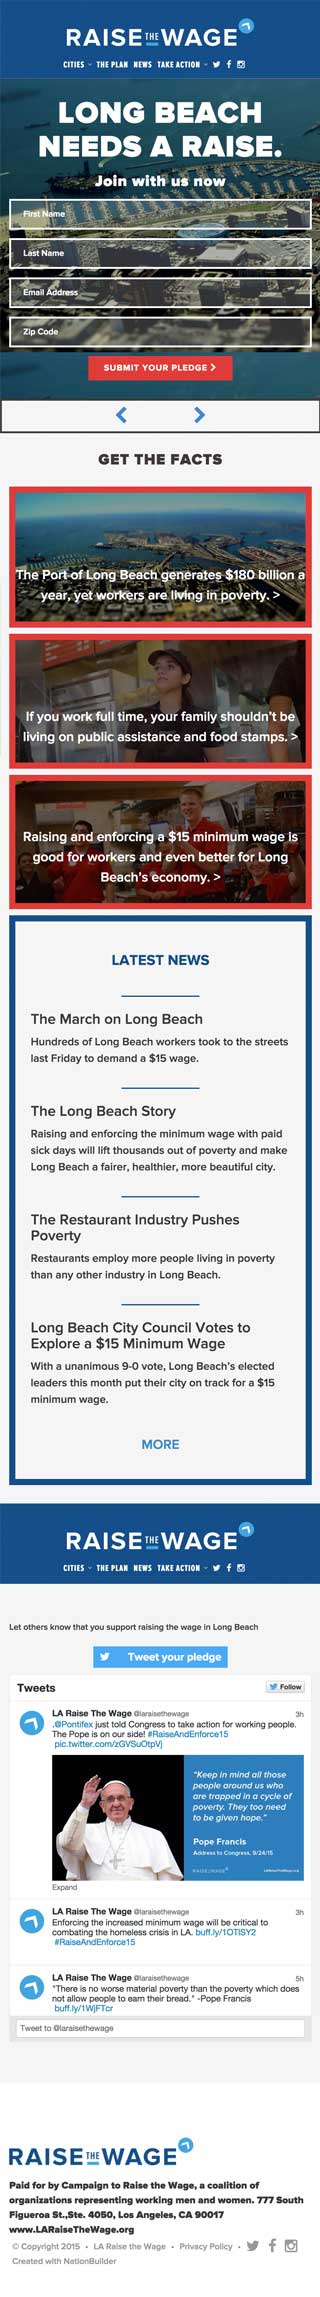 RAISE THE WAGE
CITIES THE PLAN NEWS TAKE ACTION
LONG BEACH
NEEDS A RAISE.
Join with us now
First Name
Last Name
Email Address
Zip Code
SUBMIT YOUR PLEDGE >
< >
GET THE FACTS
The Port of Long Beach generates $180 billion a
year, yet workers are living in poverty. >
If you work full time, your family shouldn't be
living on public assistance and food stamps. >
Raising and enforcing a $15 minimum wage is
good for workers and even better for Long
Beach's economy. >
LATEST NEWS
The March on Long Beach
Hundreds of Long Beach workers took to the streets
last Friday to demand a $15 wage.
The Long Beach Story
Raising and enforcing the minimum wage with paid
sick days will lift thousands out of poverty and make
Long Beach a fairer, healthier, more beautiful city.
The Restaurant Industry Pushes
Poverty
Restaurants employ more people living in poverty
than any other industry in Long Beach.
Long Beach City Council Votes to
Explore a $15 Minimum Wage
With a unanimous 9-0 vote, Long Beach's elected
leaders this month put their city on track for a $15
minimum wage.
MORE
RAISE THE WAGE
CITIES THE PLAN NEWS TAKE ACTION
Let others know that you support raising the wage in Long Beach
Tweet your pledge
Tweets Follow
LA Raise The Wage @laraisethewage 3h
.@Pontifex just told Congress to take action for working people.
The Pope is on our side! #RaiseAndEnforce15
pic.twitter.com/zGVSuOtpVj
"Keep in mind all those
people around us who
are trapped in a cycle of
poverty. They too need
to be given hope."
Pope Francis
Address to Congress, 9/24/15
RAISE THE WAGE LARaiseTheWage.org
Expand
LA Raise The Wage @laraisethewage 3h
Enforcing the increased minimum wage will be critical to
combating the homeless crisis in LA. buff.ly/1OTlSY2
#RaiseAndEnforce15
LA Raise The Wage @laraisethewage 5h
"There is no worse material poverty than the poverty which does
not allow people to earn their bread." -Pope Francis
buff.ly/1WjFTcr
Tweet to @laraisethewage
RAISE THE WAGE
Paid for by Campaign to Raise the Wage, a coalition of
organizations representing working men and women. 777 South
Figueroa St.,Ste. 4050, Los Angeles, CA 90017
www.LARaiseTheWage.org
© Copyright 2015 • LA Raise the Wage • Privacy Policy •
Created with NationBuilder